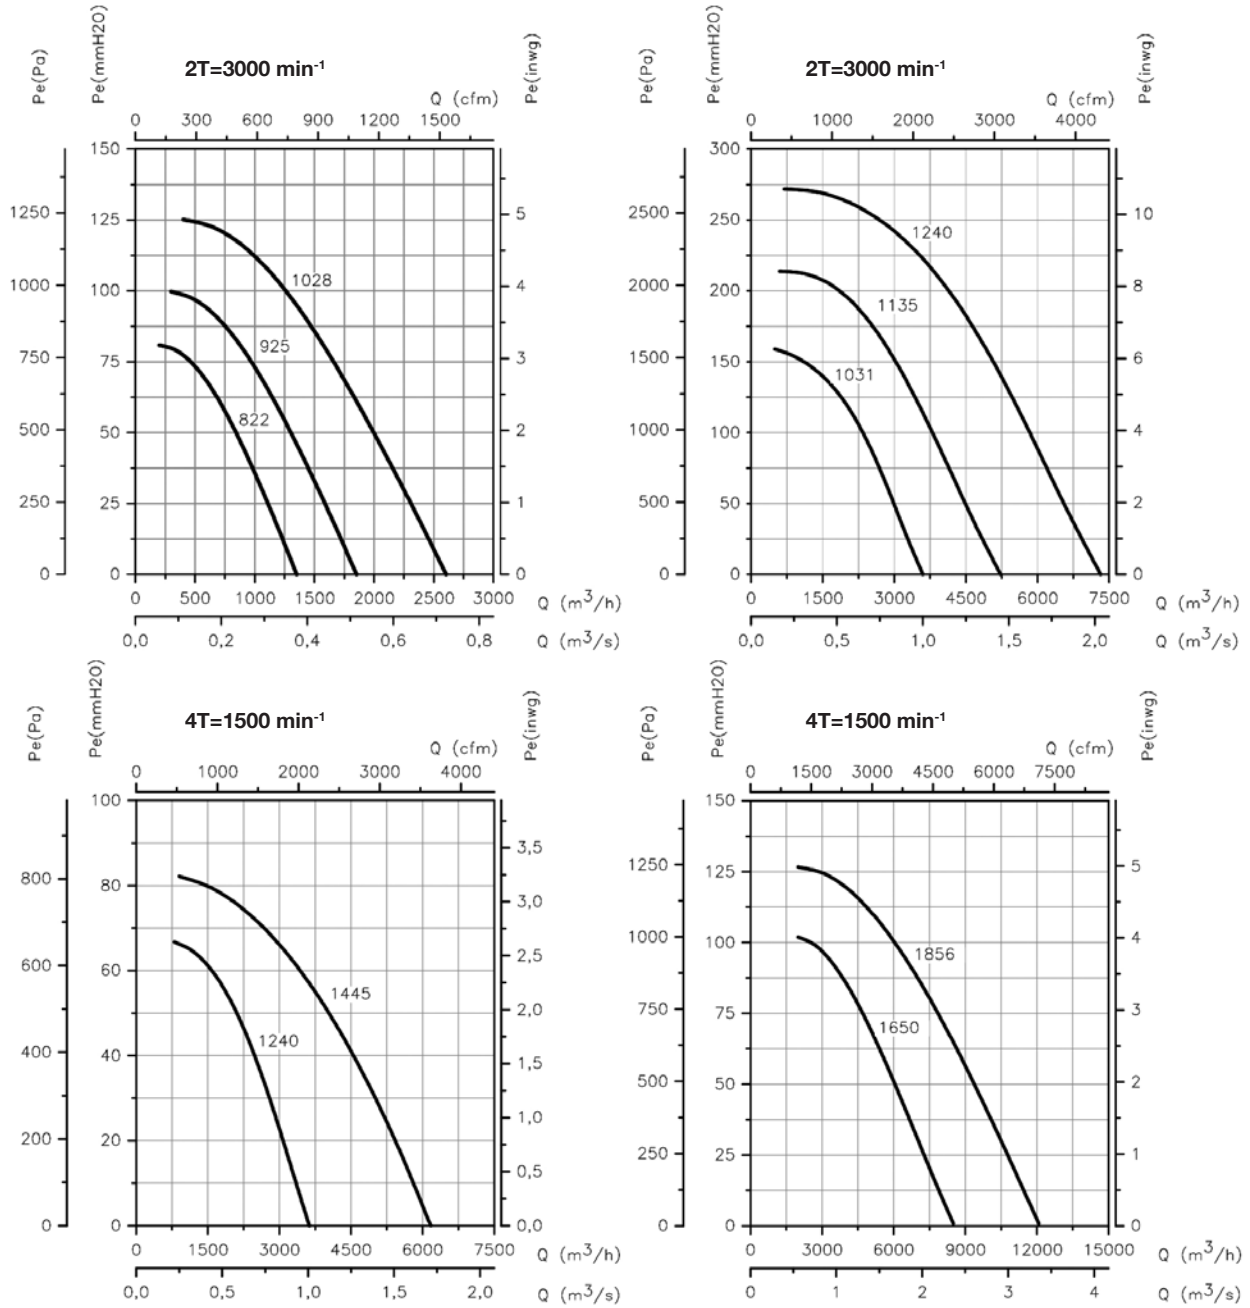 2T=3000 min⁻¹
Pe(Pa)
Pe(mmH2O)
Pe(inwg)
Q (cfm)
0 300 600 900 1200 1500
150
125
100
75
50
25
0
1250
1000
750
500
250
0
5
4
3
2
1
0
1028
925
822
0 500 1000 1500 2000 2500 3000 Q (m³/h)
0,0 0,2 0,4 0,6 0,8 Q (m³/s)
2T=3000 min⁻¹
Pe(Pa)
Pe(mmH2O)
Pe(inwg)
Q (cfm)
0 1000 2000 3000 4000
300
250
200
150
100
50
0
2500
2000
1500
1000
500
0
10
8
6
4
2
0
1240
1135
1031
0 1500 3000 4500 6000 7500 Q (m³/h)
0,0 0,5 1,0 1,5 2,0 Q (m³/s)
4T=1500 min⁻¹
Pe(Pa)
Pe(mmH2O)
Pe(inwg)
Q (cfm)
0 1000 2000 3000 4000
100
80
60
40
20
0
800
600
400
200
0
3,5
3,0
2,5
2,0
1,5
1,0
0,5
0,0
1445
1240
0 1500 3000 4500 6000 7500 Q (m³/h)
0,0 0,5 1,0 1,5 2,0 Q (m³/s)
4T=1500 min⁻¹
Pe(Pa)
Pe(mmH2O)
Pe(inwg)
Q (cfm)
0 1500 3000 4500 6000 7500
150
125
100
75
50
25
0
1250
1000
750
500
250
0
5
4
3
2
1
0
1856
1650
0 3000 6000 9000 12000 15000 Q (m³/h)
0 1 2 3 4 Q (m³/s)